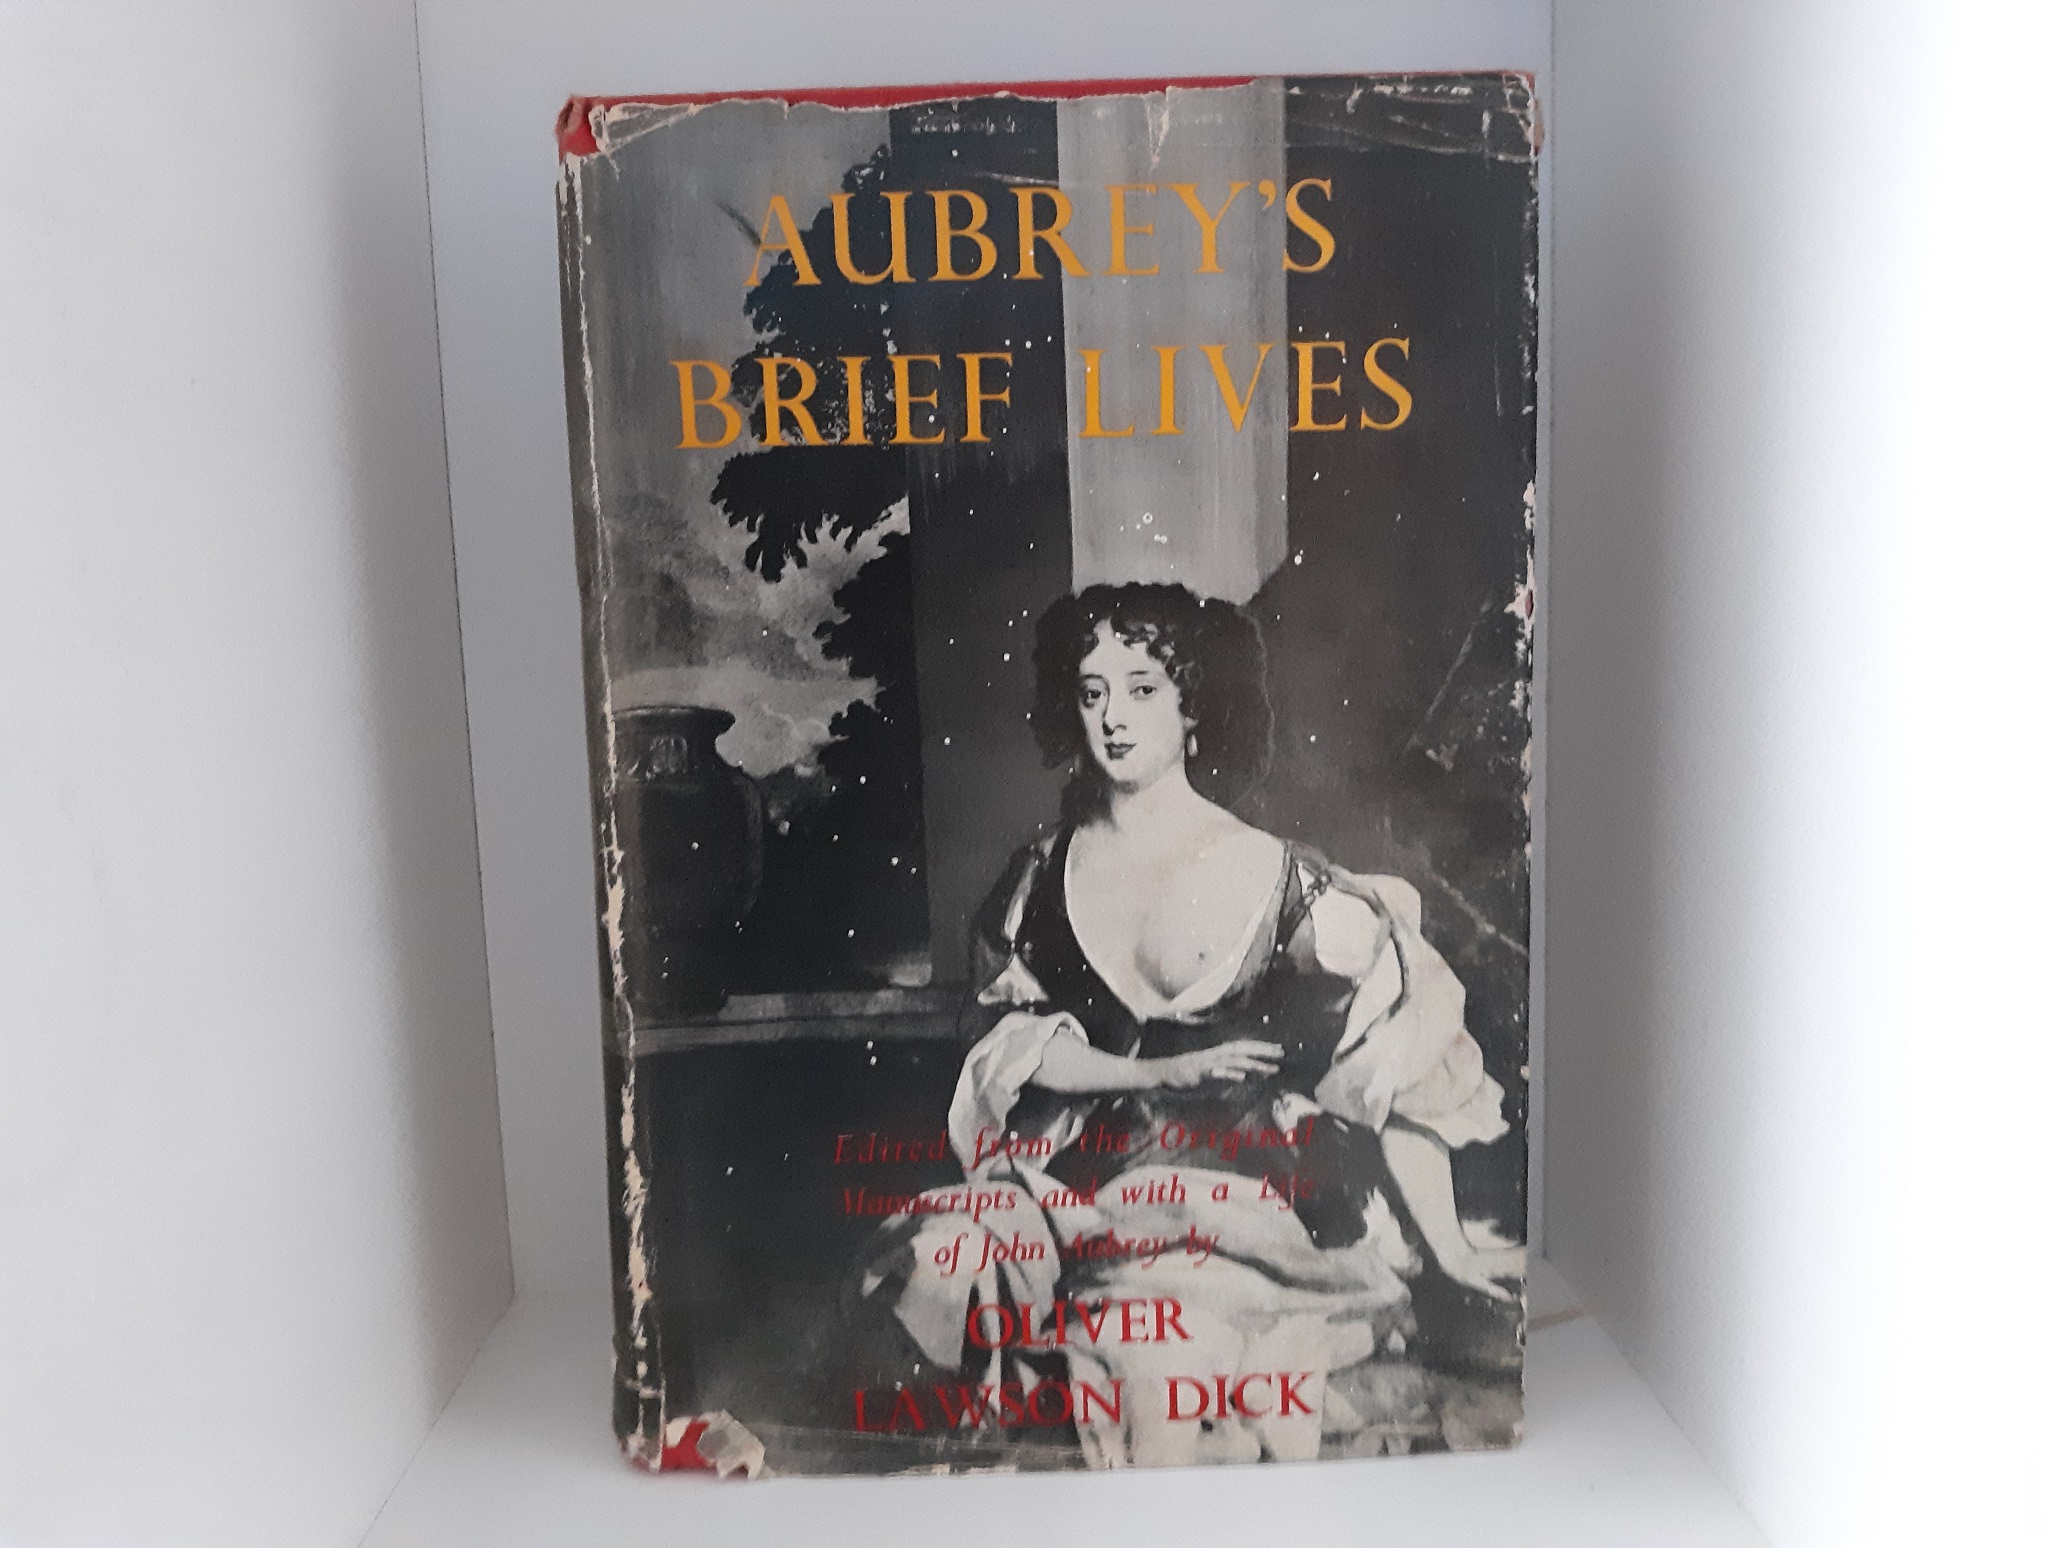 AUBREY'S
BRIEF LIVES
Edited from the Original
Manuscripts and with a Life
of John Aubrey by
OLIVER
LAWSON DICK